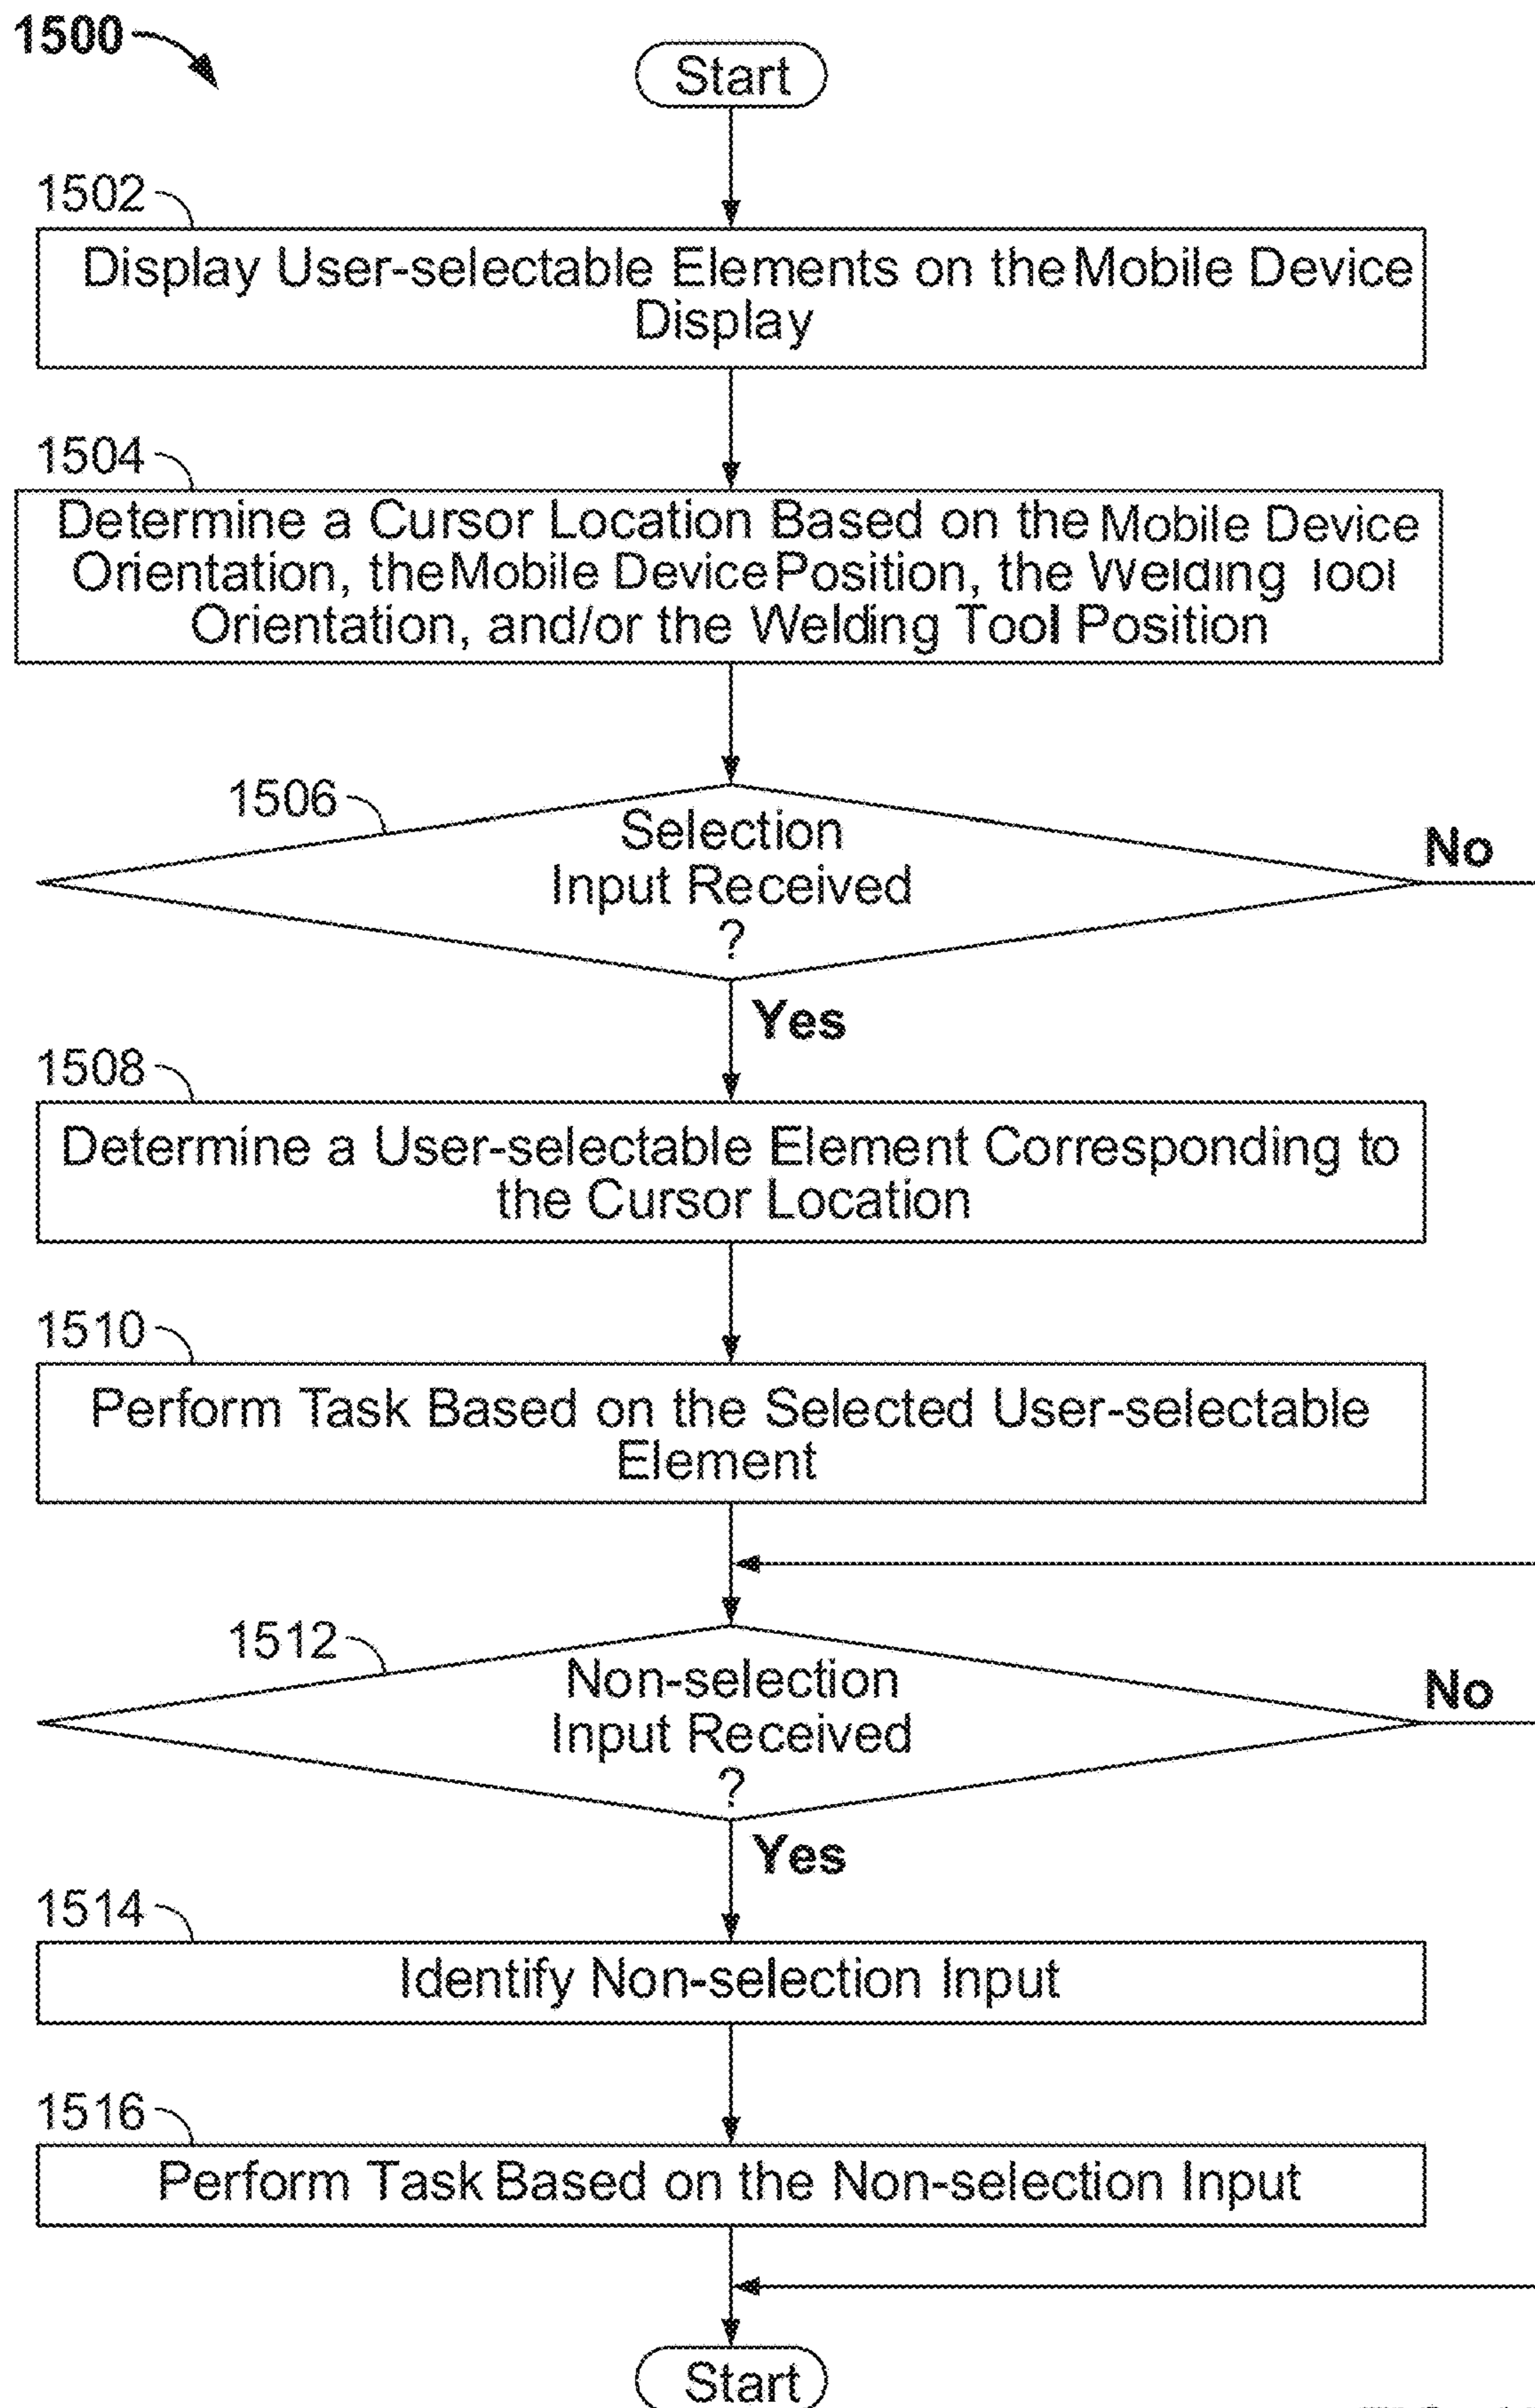 1500
Start
1502
Display User-selectable Elements on the Mobile Device
Display
1504
Determine a Cursor Location Based on the Mobile Device
Orientation, the Mobile Device Position, the Welding Tool
Orientation, and/or the Welding Tool Position
1506
Selection
Input Received
?
No
Yes
1508
Determine a User-selectable Element Corresponding to
the Cursor Location
1510
Perform Task Based on the Selected User-selectable
Element
1512
Non-selection
Input Received
?
No
Yes
1514
Identify Non-selection Input
1516
Perform Task Based on the Non-selection Input
Start